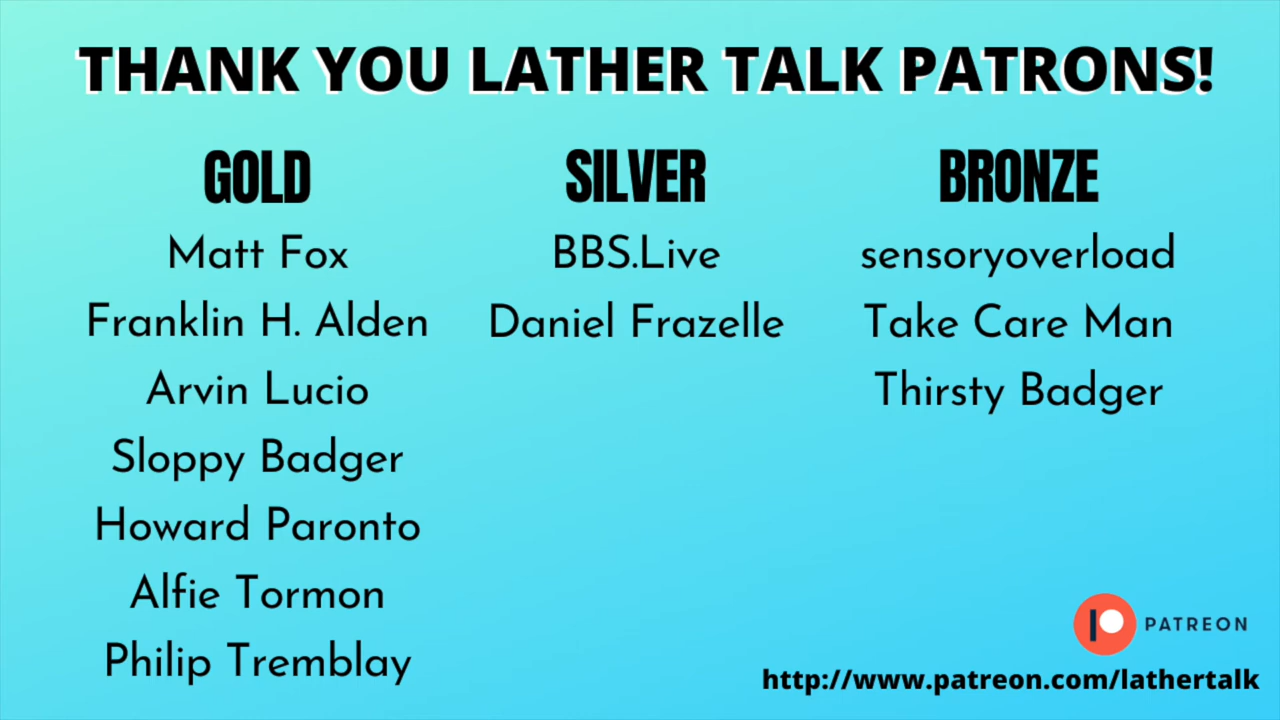 THANK YOU LATHER TALK PATRONS!
GOLD
Matt Fox
Franklin H. Alden
Arvin Lucio
Sloppy Badger
Howard Paronto
Alfie Tormon
Philip Tremblay
SILVER
BBS.Live
Daniel Frazelle
BRONZE
sensoryoverload
Take Care Man
Thirsty Badger
PATREON
http://www.patreon.com/lathertalk